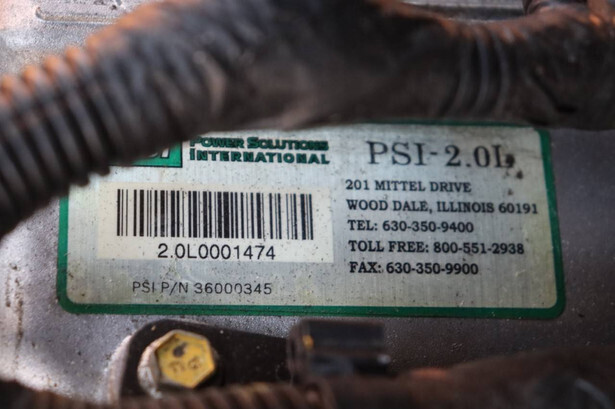 POWER SOLUTIONS
INTERNATIONAL
PSI-2.0L
201 MITTEL DRIVE
WOOD DALE, ILLINOIS 60191
TEL: 630-350-9400
TOLL FREE: 800-551-2938
FAX: 630-350-9900
2.0L0001474
PSI P/N 36000345